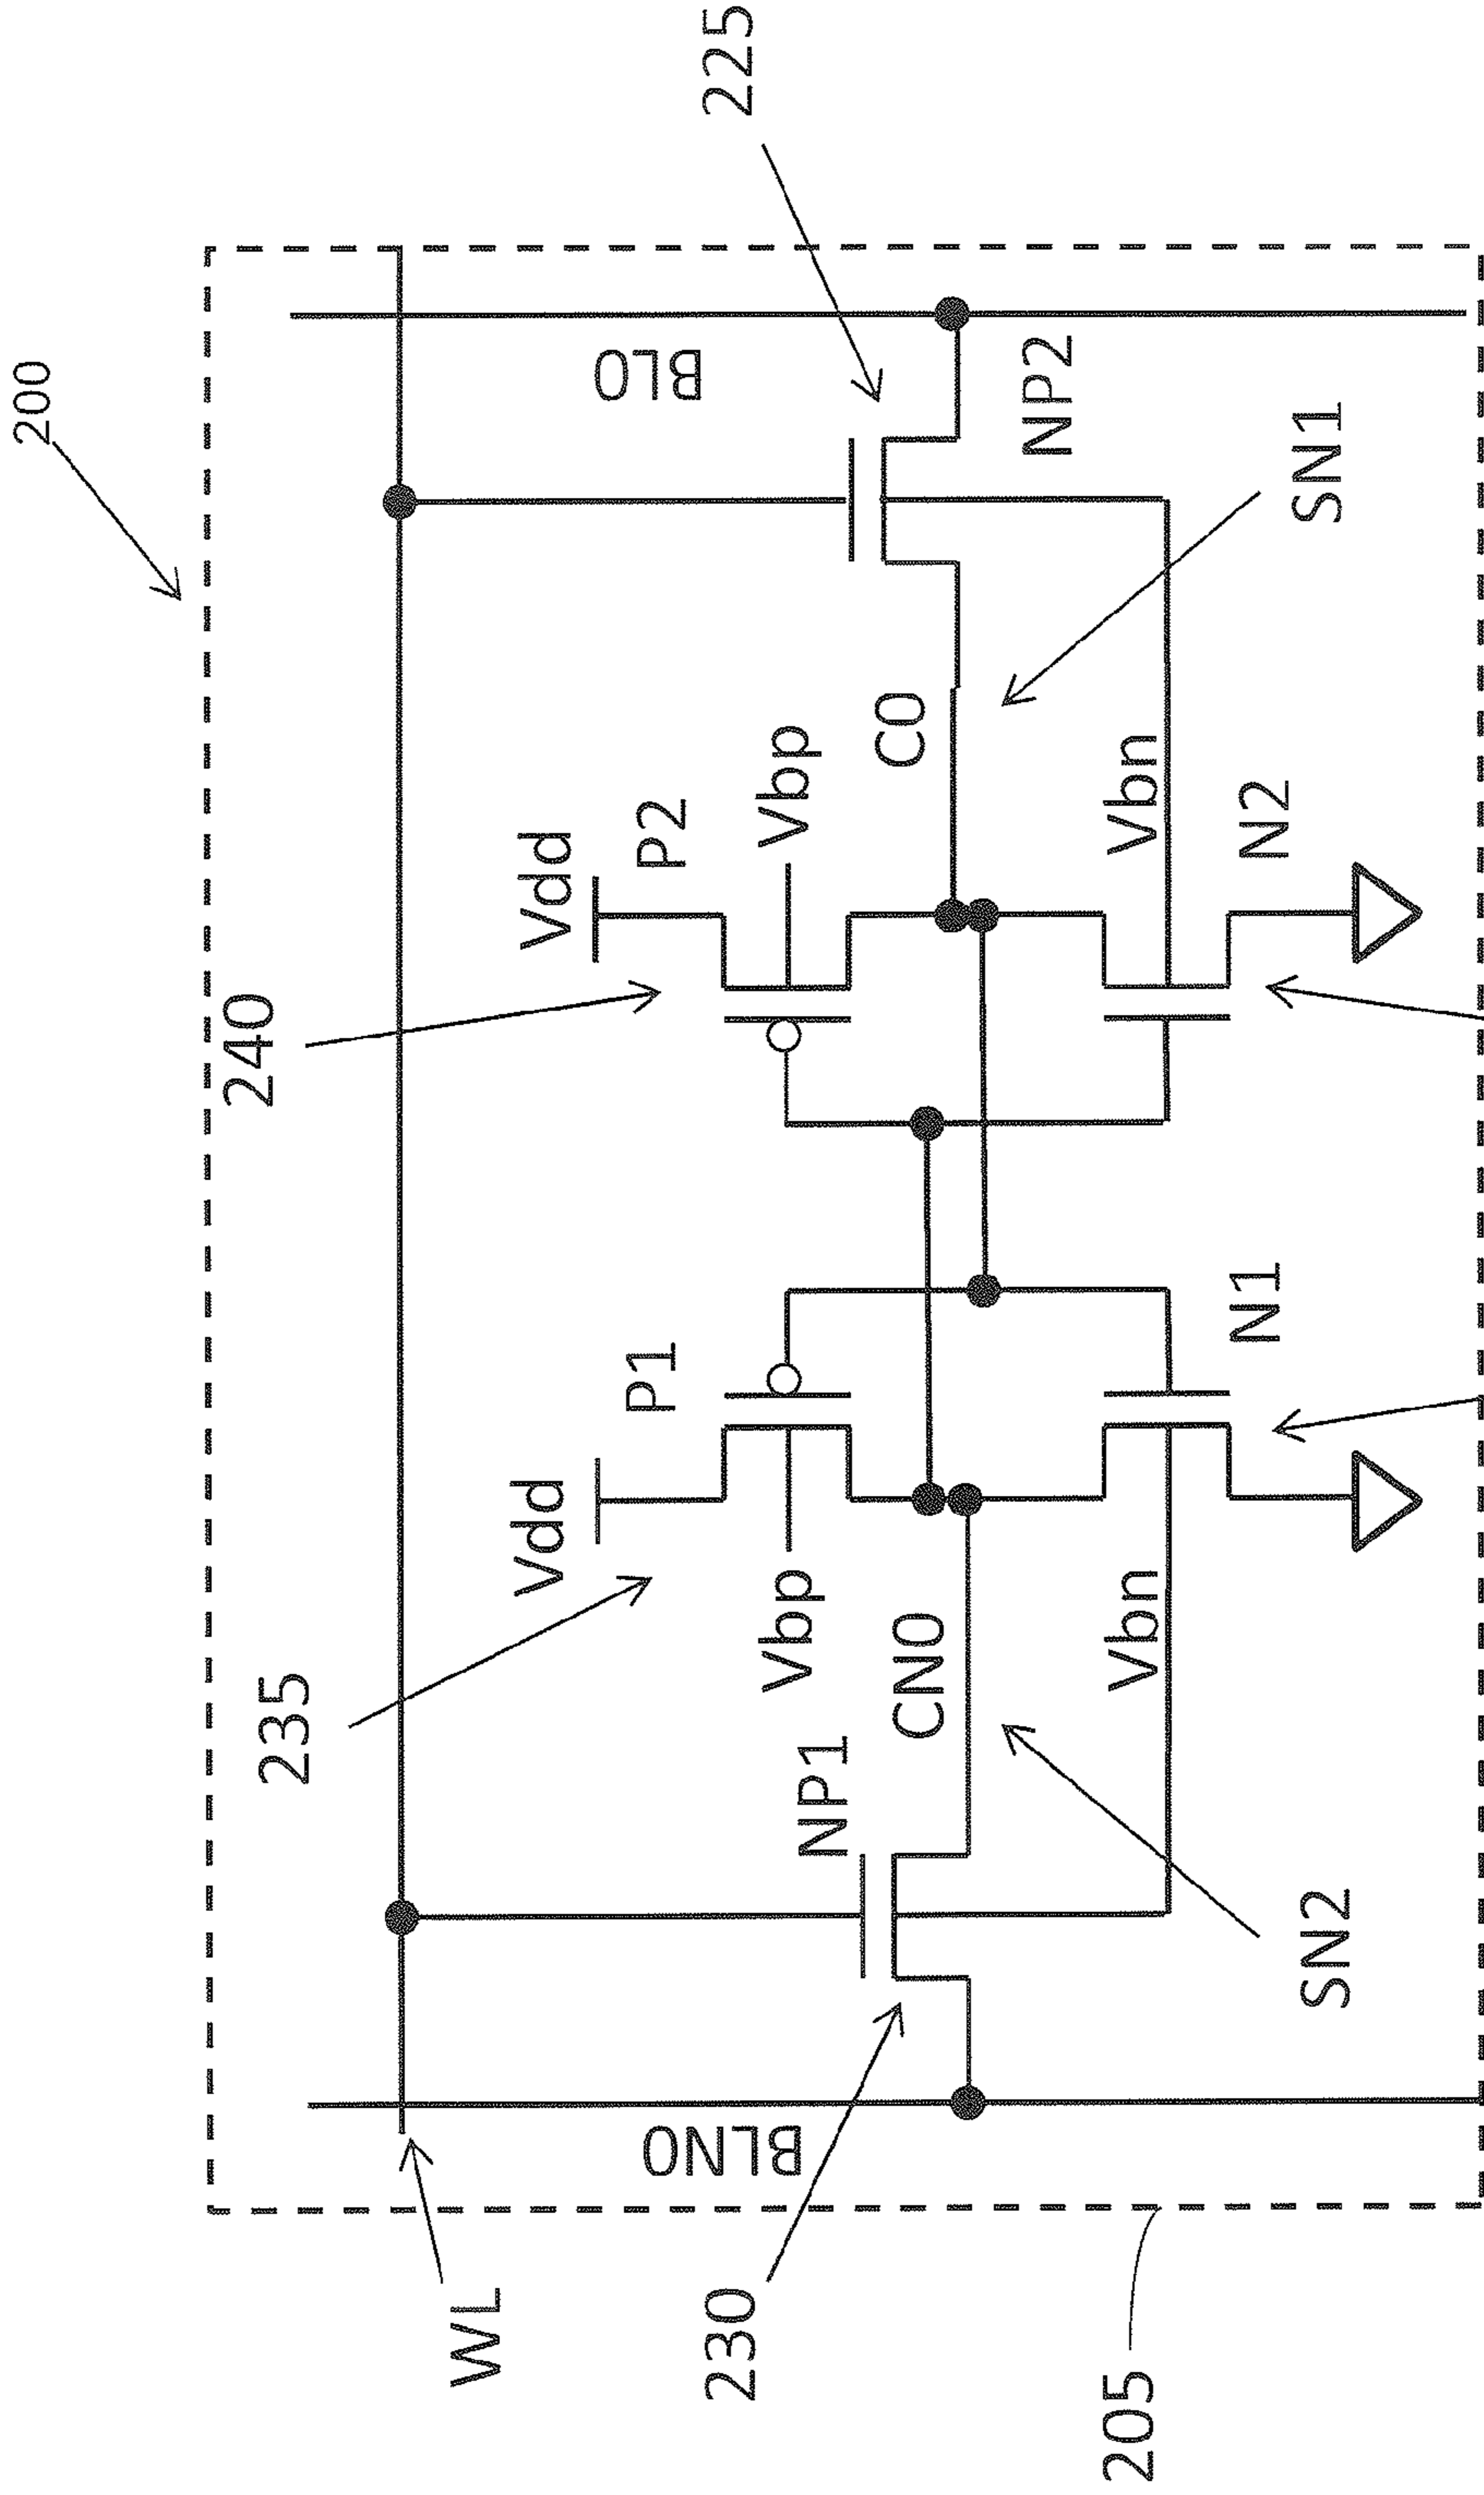 200
WL
235
240
Vdd
P1
Vdd
P2
BLN0
BL0
225
230
NP1
Vbp
Vbp
CN0
C0
NP2
Vbn
Vbn
N1
N2
SN2
SN1
205